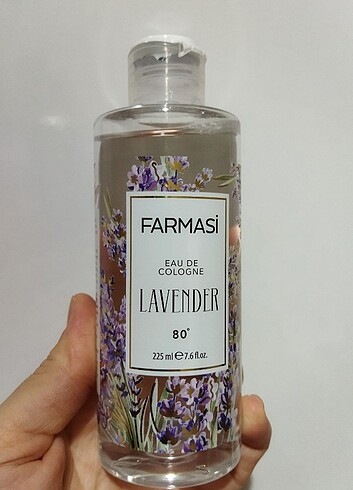 FARMASi
EAU DE
COLOGNE
LAVENDER
80°
225 ml ℮ 7.6 fl.oz.